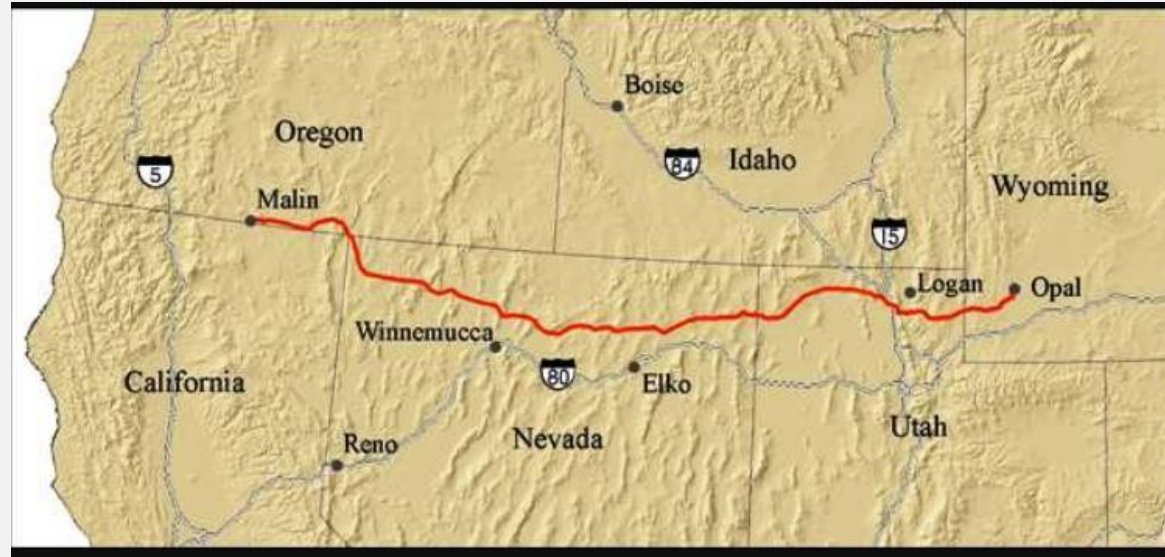 Boise
Oregon
5
84
Idaho
Wyoming
Malin
15
Logan
Opal
Winnemucca
80
California
Elko
Reno
Nevada
Utah